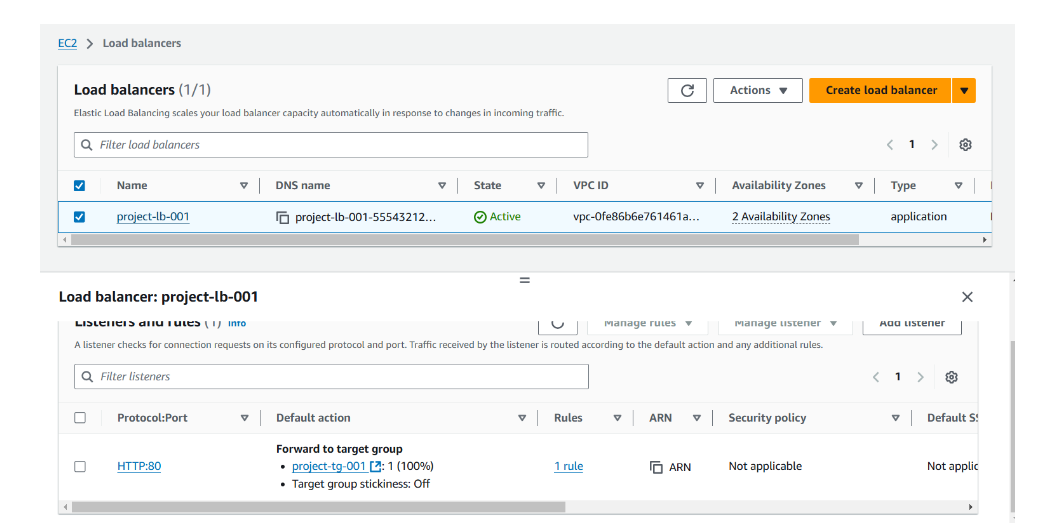 EC2 > Load balancers
Load balancers (1/1)
Actions
Create load balancer
Elastic Load Balancing scales your load balancer capacity automatically in response to changes in incoming traffic.
Filter load balancers
1
Name DNS name State VPC ID Availability Zones Type
project-lb-001 project-lb-001-55543212... Active vpc-0fe86b6e761461a... 2 Availability Zones application
Load balancer: project-lb-001
Listeners and rules (1) Info
Manage rules
Manage listener
Add listener
A listener checks for connection requests on its configured protocol and port. Traffic received by the listener is routed according to the default action and any additional rules.
Filter listeners
1
Protocol:Port Default action Rules ARN Security policy Default
Forward to target group
HTTP:80 • project-tg-001: 1 (100%) 1 rule ARN Not applicable Not
• Target group stickiness: Off